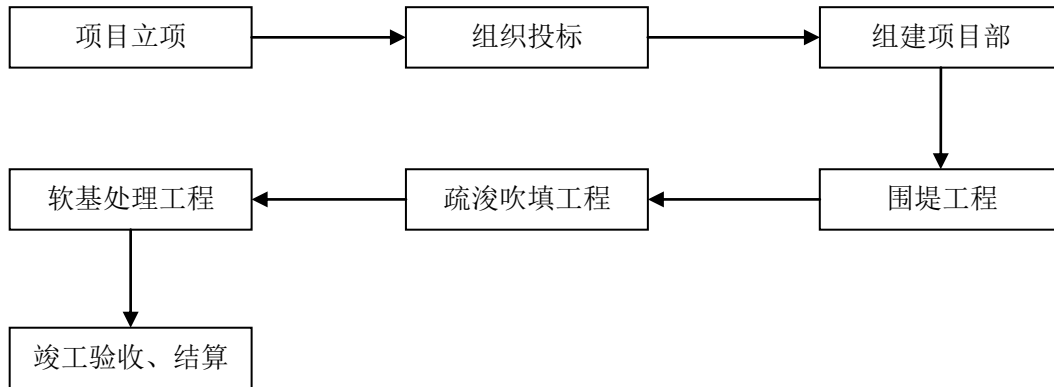 项目立项
组织投标
组建项目部
围堤工程
疏浚吹填工程
软基处理工程
竣工验收、结算